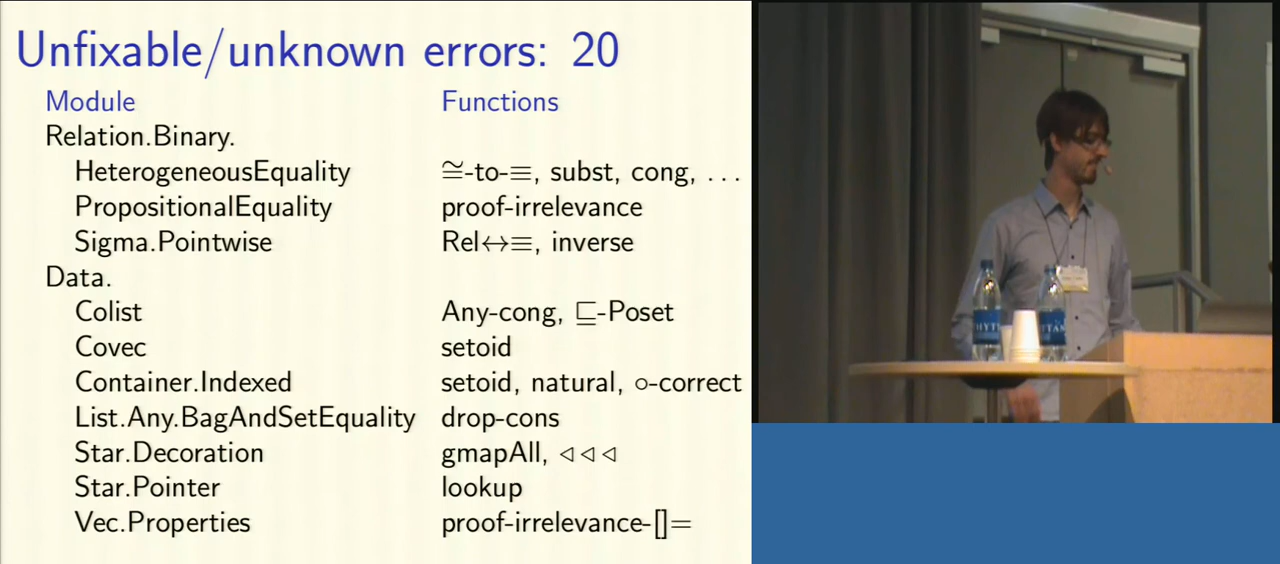 Unfixable/unknown errors: 20
Module Functions
Relation.Binary.
HeterogeneousEquality ≅-to-≡, subst, cong, ...
PropositionalEquality proof-irrelevance
Sigma.Pointwise Rel↔≡, inverse
Data.
Colist Any-cong, ⊑-Poset
Covec setoid
Container.Indexed setoid, natural, ○-correct
List.Any.BagAndSetEquality drop-cons
Star.Decoration gmapAll, ◁◁◁
Star.Pointer lookup
Vec.Properties proof-irrelevance-[]=